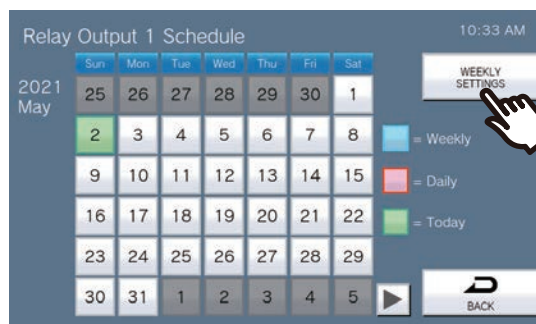 Relay Output 1 Schedule
10:33 AM
2021
May
Sun Mon Tue Wed Thu Fri Sat
25 26 27 28 29 30 1
2 3 4 5 6 7 8
9 10 11 12 13 14 15
16 17 18 19 20 21 22
23 24 25 26 27 28 29
30 31 1 2 3 4 5
WEEKLY
SETTINGS
= Weekly
= Daily
= Today
BACK